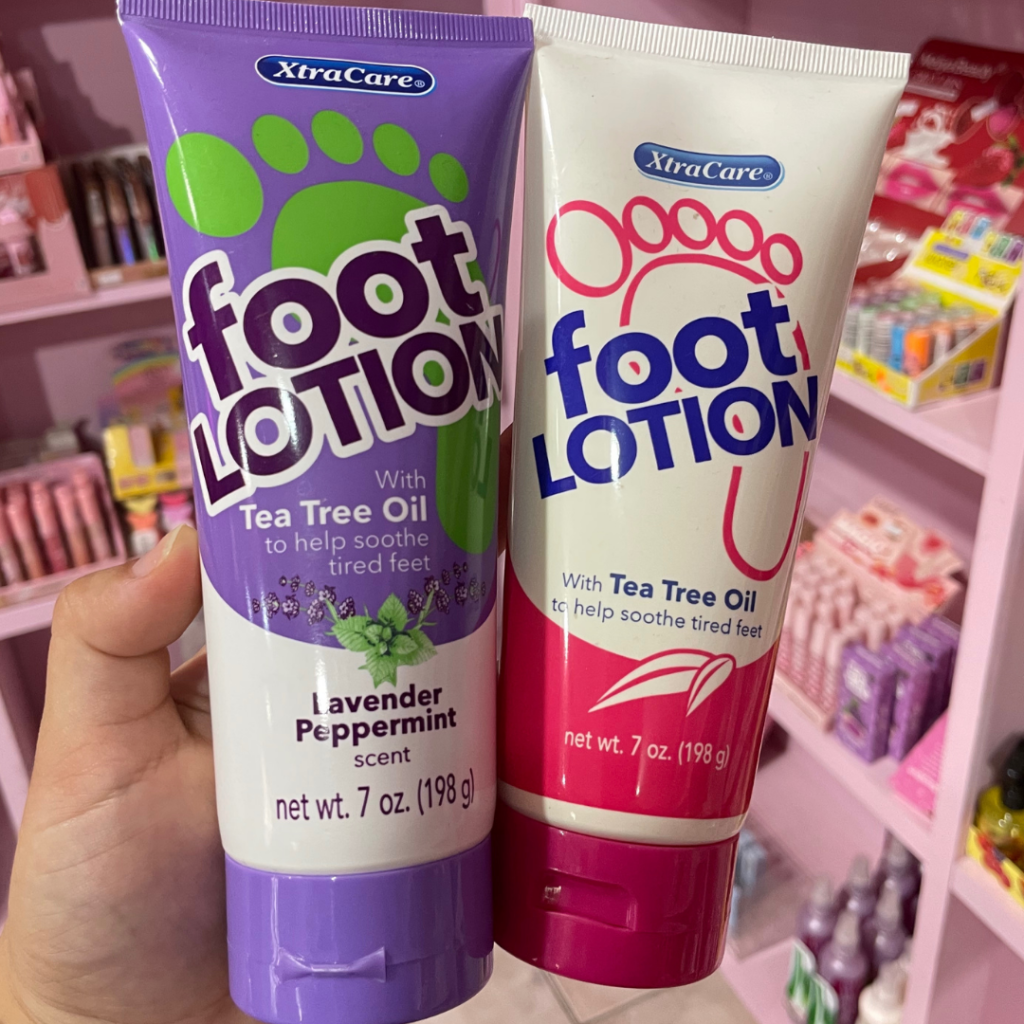 XtraCare®
foot
LOTION
With
Tea Tree Oil
to help soothe
tired feet
Lavender
Peppermint
scent
net wt. 7 oz. (198 g)
XtraCare®
foot
LOTION
With Tea Tree Oil
to help soothe tired feet
net wt. 7 oz. (198 g)